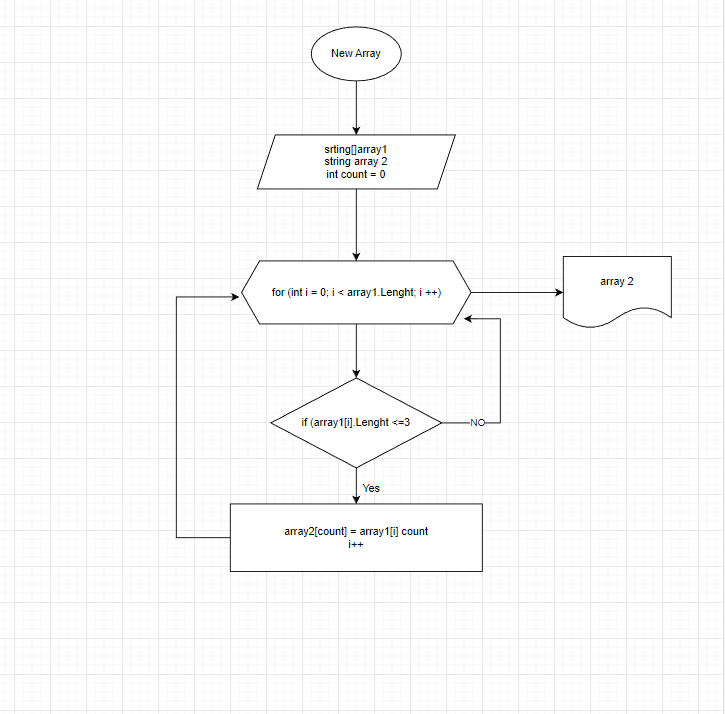 New Array
srting[]array1
string array 2
int count = 0
for (int i = 0; i < array1.Lenght; i ++)
array 2
if (array1[i].Lenght <=3
NO
Yes
array2[count] = array1[i] count
i++